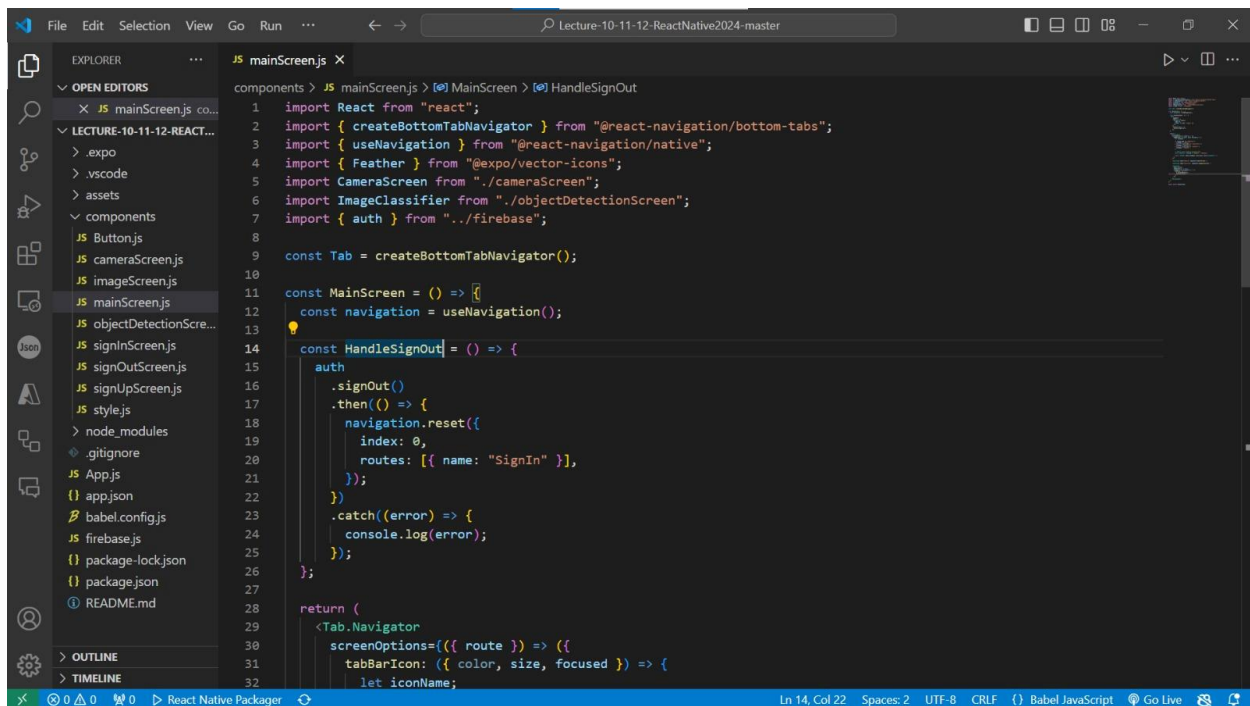 File Edit Selection View Go Run ··· Lecture-10-11-12-ReactNative2024-master
EXPLORER ···
OPEN EDITORS
JS mainScreen.js co...
LECTURE-10-11-12-REACT...
.expo
.vscode
assets
components
JS Button.js
JS cameraScreen.js
JS imageScreen.js
JS mainScreen.js
JS objectDetectionScre...
JS signInScreen.js
JS signOutScreen.js
JS signUpScreen.js
JS style.js
node_modules
.gitignore
JS App.js
{} app.json
babel.config.js
JS firebase.js
{} package-lock.json
{} package.json
README.md
OUTLINE
TIMELINE
Json
JS mainScreen.js
components > JS mainScreen.js > MainScreen > HandleSignOut
1 import React from "react";
2 import { createBottomTabNavigator } from "@react-navigation/bottom-tabs";
3 import { useNavigation } from "@react-navigation/native";
4 import { Feather } from "@expo/vector-icons";
5 import CameraScreen from "./cameraScreen";
6 import ImageClassifier from "./objectDetectionScreen";
7 import { auth } from "../firebase";
8
9 const Tab = createBottomTabNavigator();
10
11 const MainScreen = () => {
12 const navigation = useNavigation();
13
14 const HandleSignOut = () => {
15 auth
16 .signOut()
17 .then(() => {
18 navigation.reset({
19 index: 0,
20 routes: [{ name: "SignIn" }],
21 });
22 })
23 .catch((error) => {
24 console.log(error);
25 });
26 };
27
28 return (
29 <Tab.Navigator
30 screenOptions={({ route }) => ({
31 tabBarIcon: ({ color, size, focused }) => {
32 let iconName;
0 0 0 React Native Packager Ln 14, Col 22 Spaces: 2 UTF-8 CRLF {} Babel JavaScript Go Live